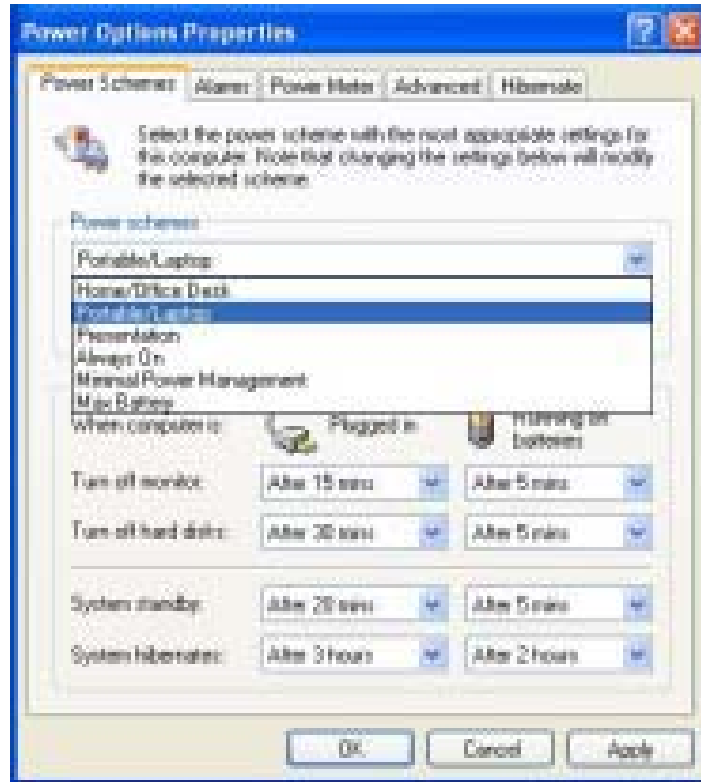 Power Options Properties
Power Schemes Alarms Power Meter Advanced Hibernate
Select the power scheme with the most appropriate settings for
this computer. Note that changing the settings below will modify
the selected scheme.
Power schemes
Portable/Laptop
Home/Office Desk
Portable/Laptop
Presentation
Always On
Minimal Power Management
Max Battery
When computer is: Plugged in Running on
batteries
Turn off monitor: After 15 mins After 5 mins
Turn off hard disks: After 30 mins After 5 mins
System standby: After 20 mins After 5 mins
System hibernates: After 3 hours After 2 hours
OK Cancel Apply